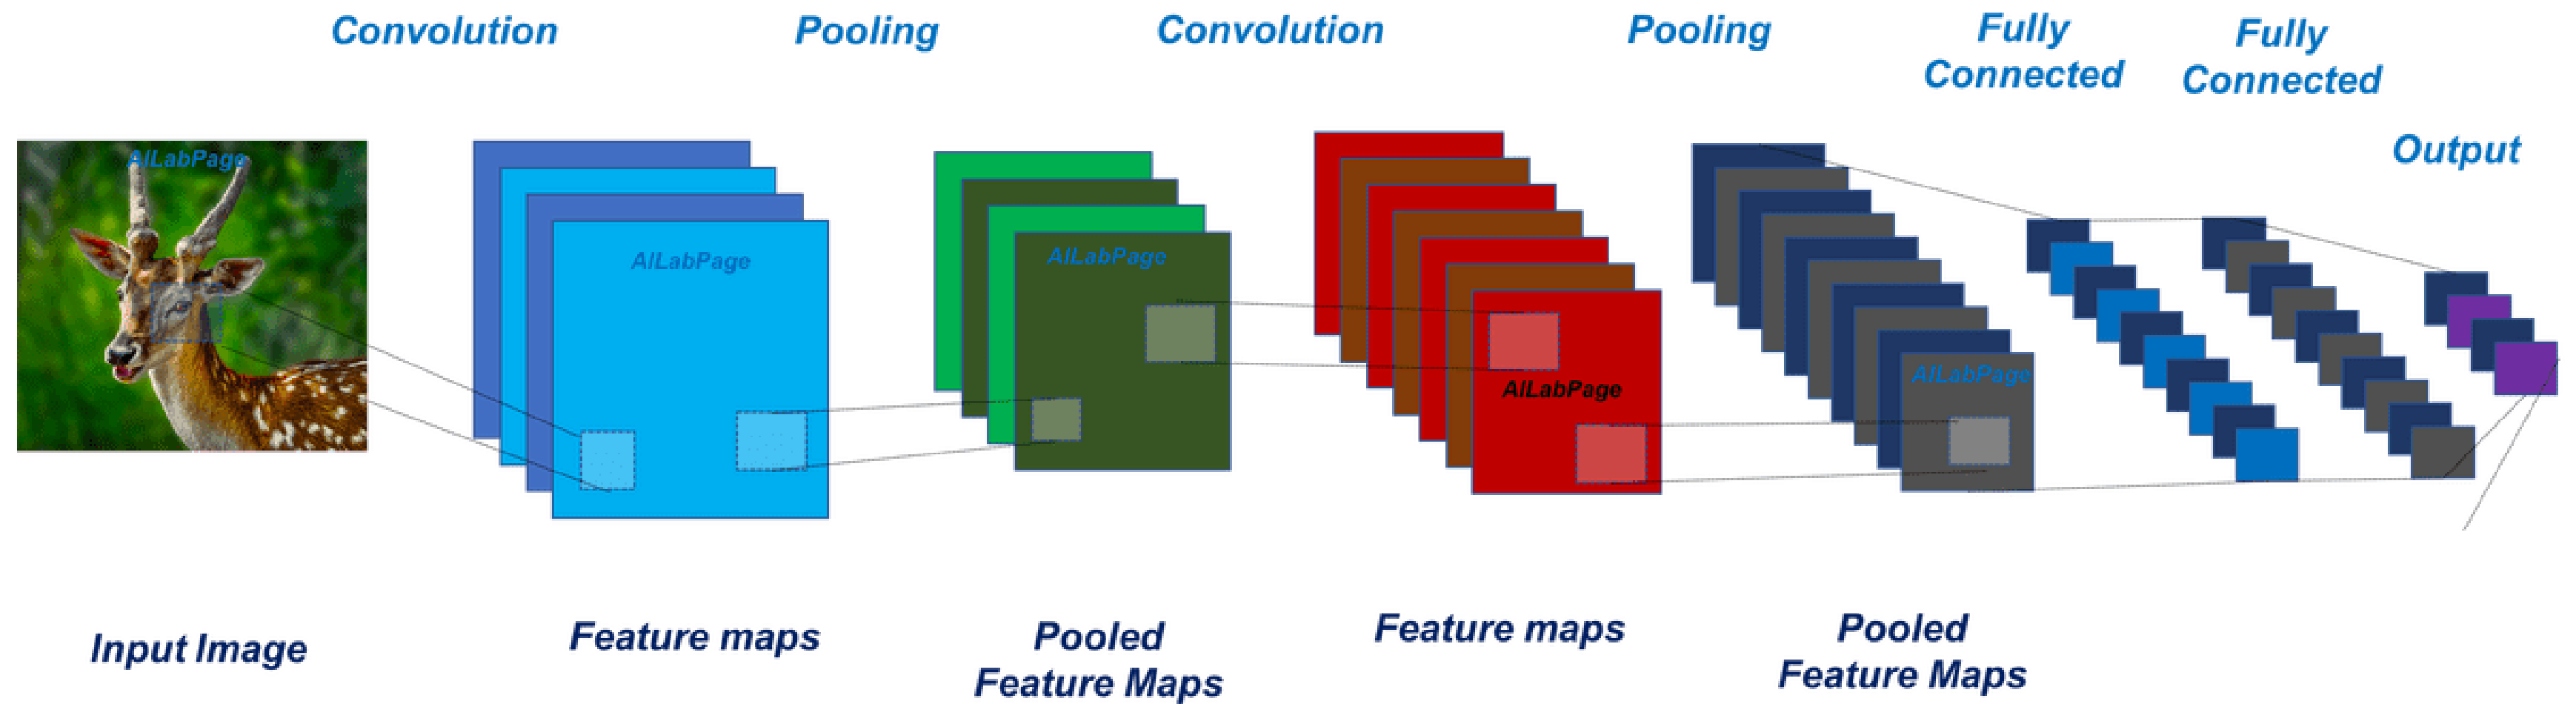 Convolution
Pooling
Convolution
Pooling
Fully
Connected
Fully
Connected
Output
AILabPage
AILabPage
AILabPage
AILabPage
AILabPage
Input Image
Feature maps
Pooled
Feature Maps
Feature maps
Pooled
Feature Maps